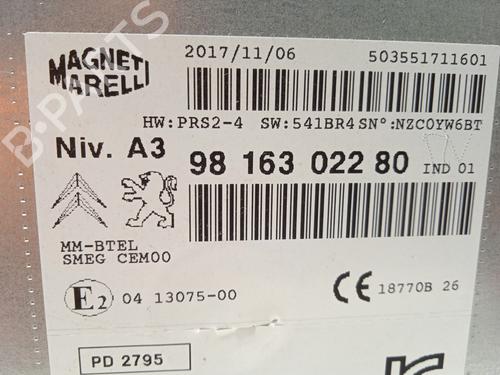 MAGNETI MARELLI
2017/11/06 503551711601
HW:PRS2-4 SW:541BR4 SN°:NZC0YW6BT
Niv. A3 98 163 022 80 IND 01
MM-BTEL
SMEG CEM00
E2 04 13075-00 CE 18770B 26
PD 2795
B-PARTS